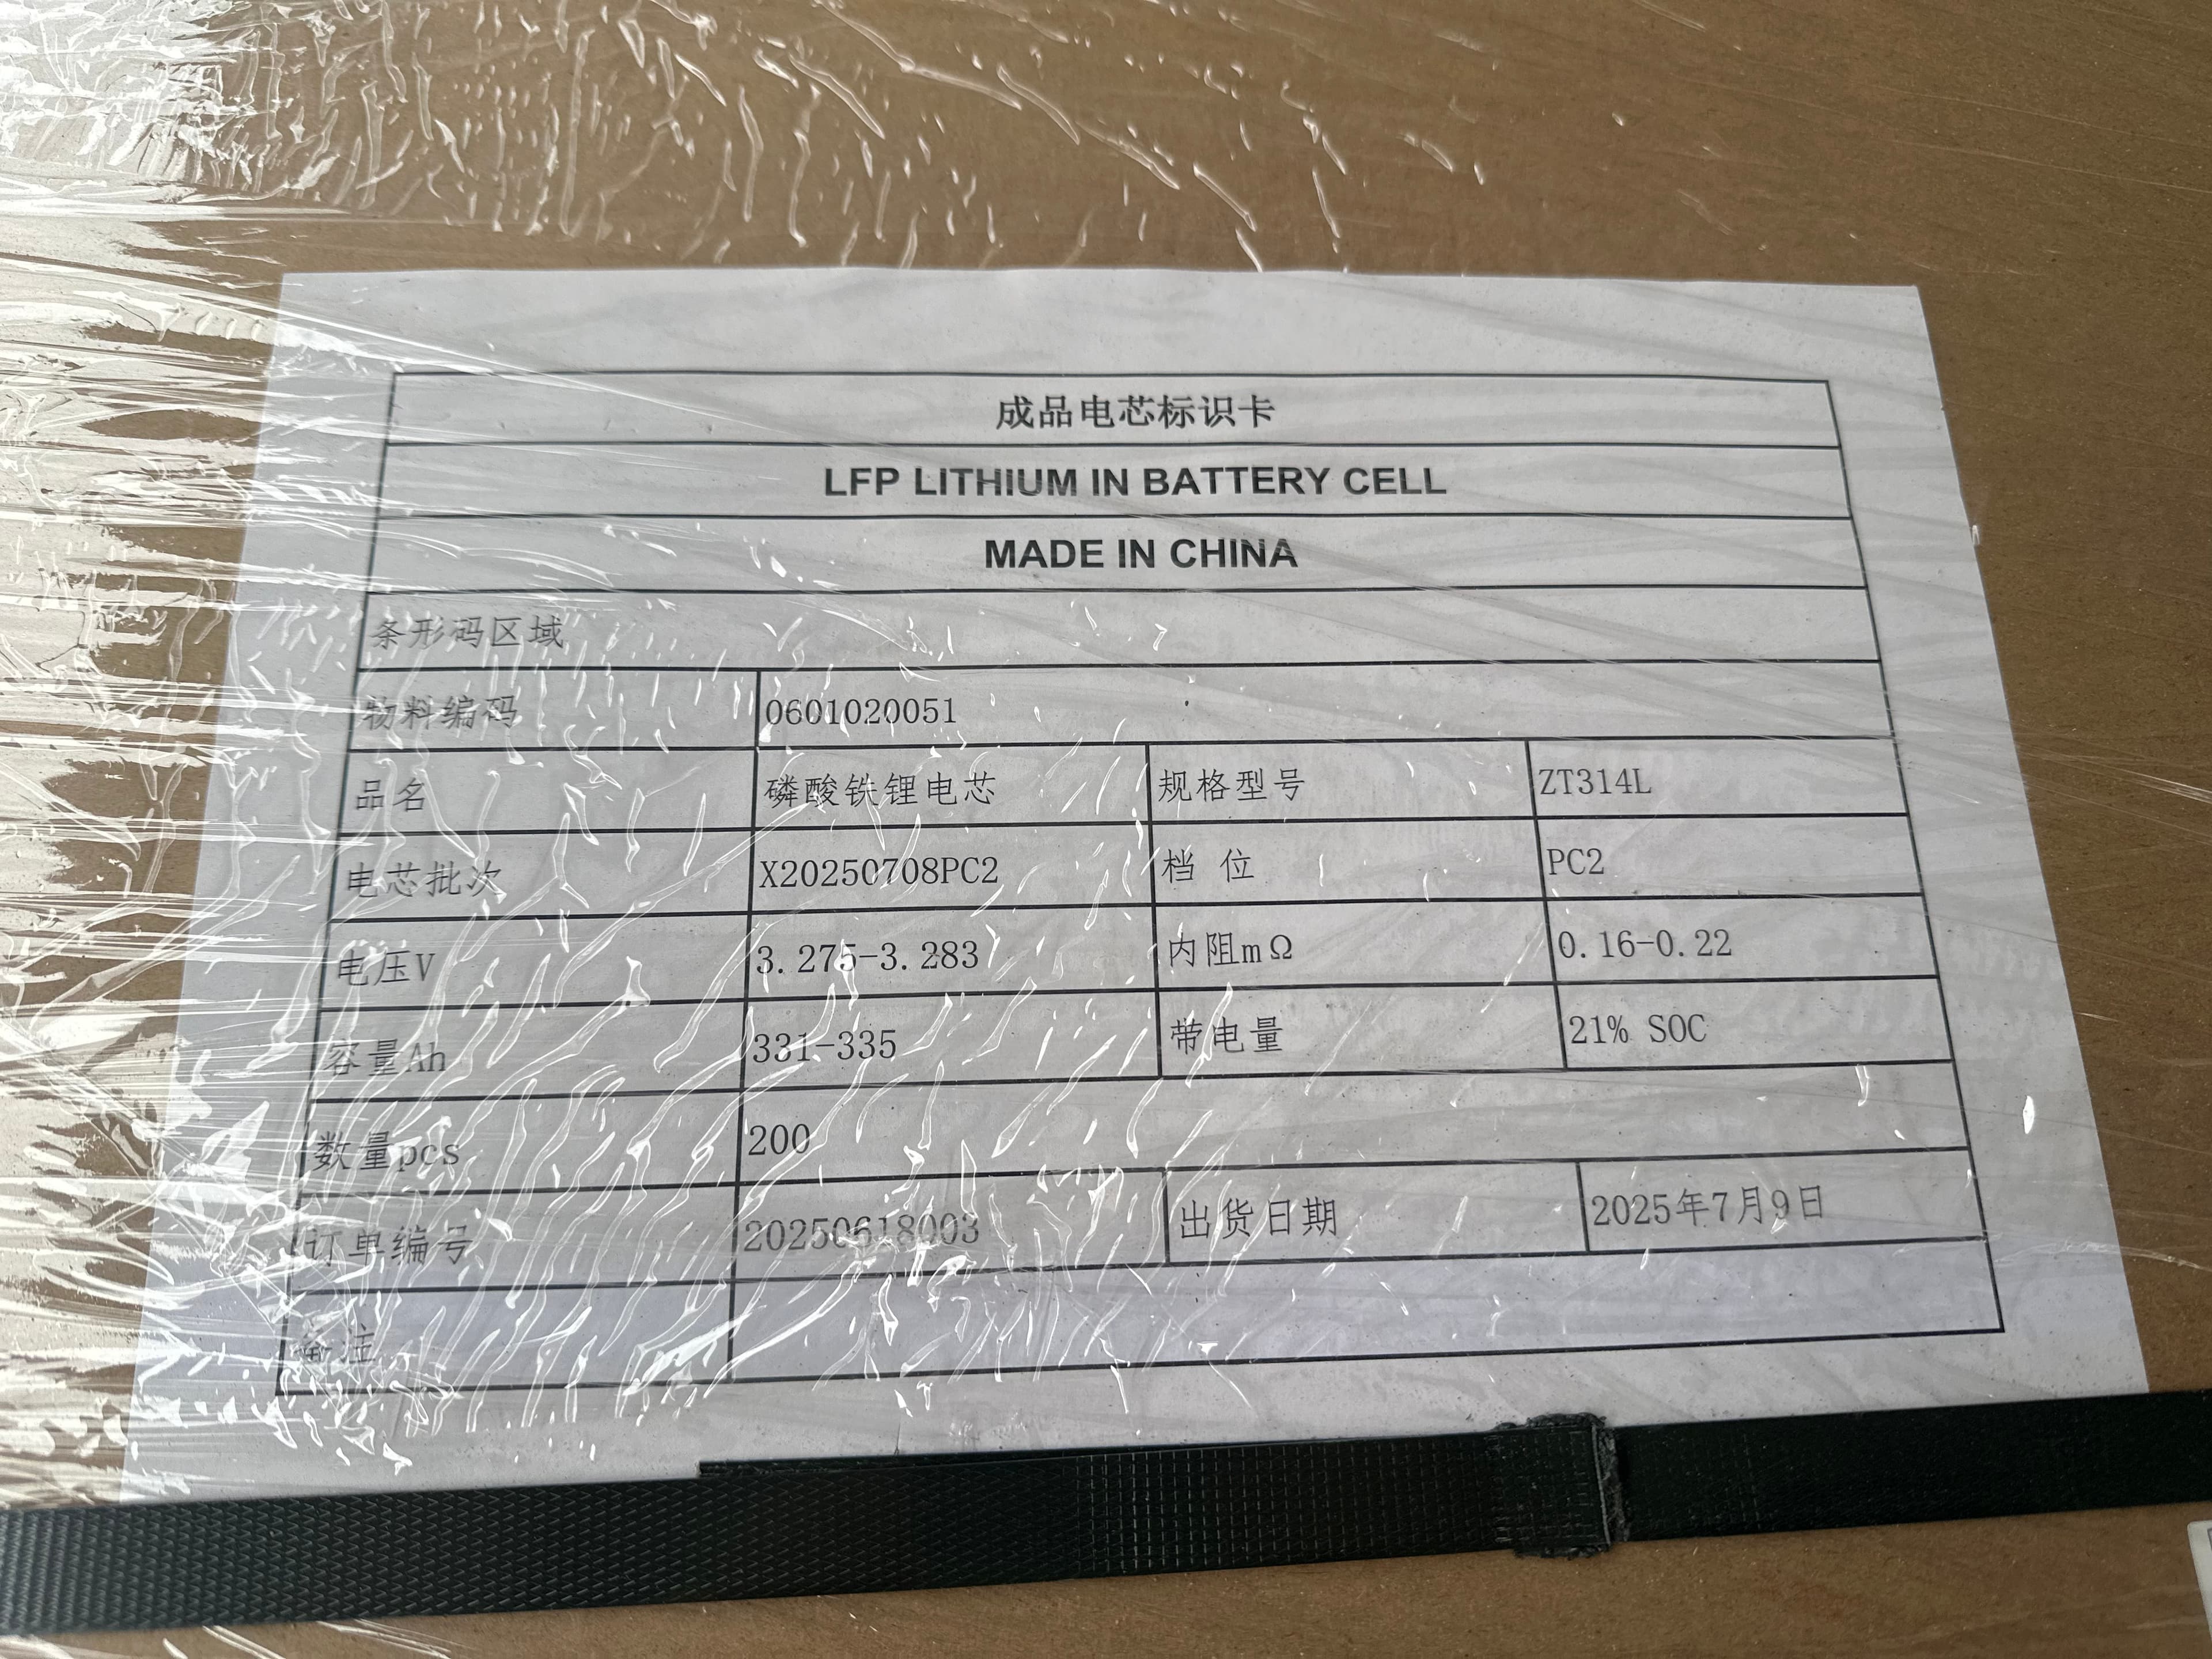 成品电芯标识卡
LFP LITHIUM IN BATTERY CELL
MADE IN CHINA
条形码区域
物料编码 0601020051
品名 磷酸铁锂电芯 规格型号 ZT314L
电芯批次 X20250708PC2 档 位 PC2
电压V 3.275-3.283 内阻mΩ 0.16-0.22
容量Ah 331-335 带电量 21% SOC
数量pcs 200
订单编号 20250618003 出货日期 2025年7月9日
备注